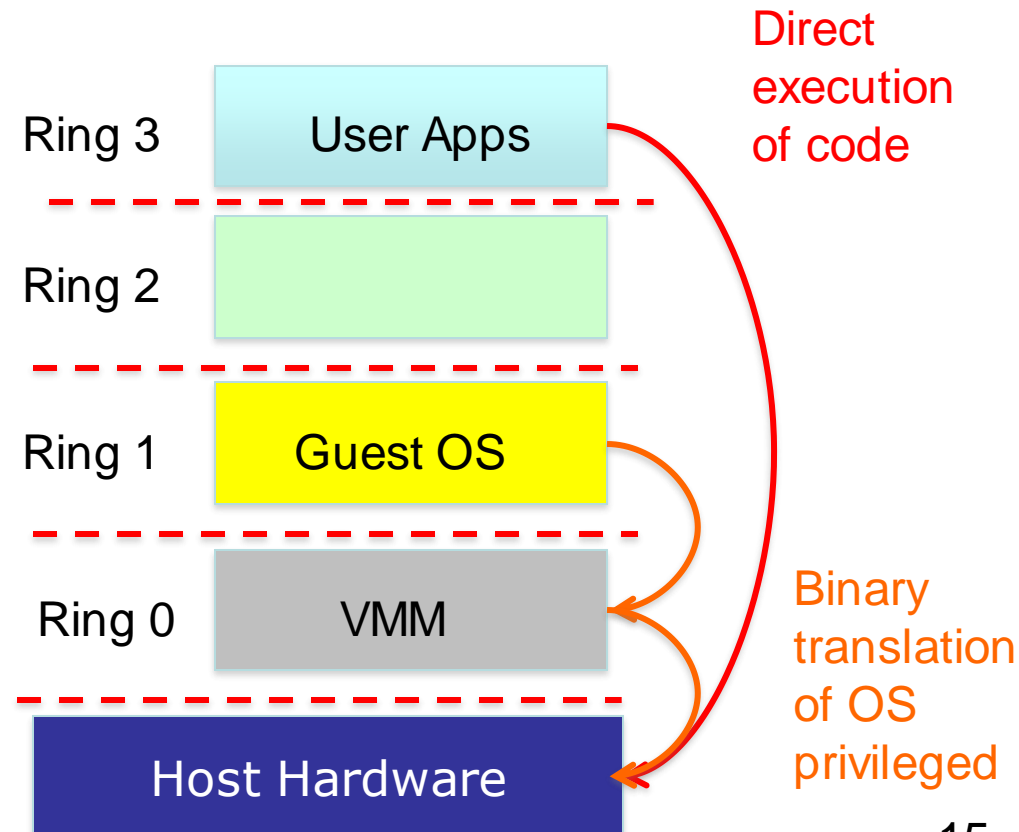 Direct
execution
of code
Ring 3
User Apps
Ring 2
Ring 1
Guest OS
Ring 0
VMM
Binary
translation
of OS
privileged
Host Hardware
15